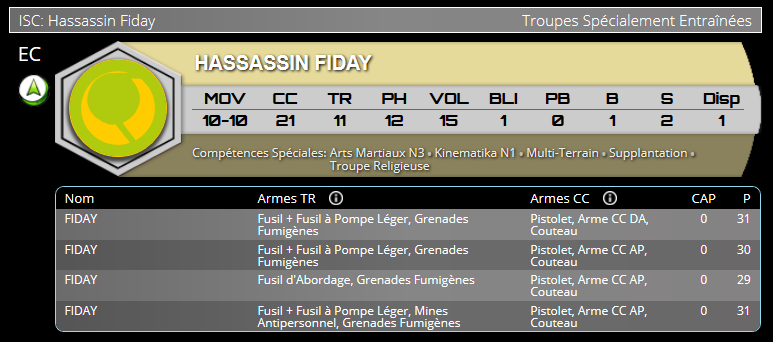 ISC: Hassassin Fiday Troupes Spécialement Entraînées
EC
HASSASSIN FIDAY
MOV CC TR PH VOL BLI PB B S Disp
10-10 21 11 12 15 1 0 1 2 1
Compétences Spéciales: Arts Martiaux N3 • Kinematika N1 • Multi-Terrain • Supplantation •
Troupe Religieuse
Nom Armes TR Armes CC CAP P
FIDAY Fusil + Fusil à Pompe Léger, Grenades Pistolet, Arme CC DA, 0 31
Fumigènes Couteau
FIDAY Fusil + Fusil à Pompe Léger, Grenades Pistolet, Arme CC AP, 0 30
Fumigènes Couteau
FIDAY Fusil d'Abordage, Grenades Fumigènes Pistolet, Arme CC AP, 0 29
Couteau
FIDAY Fusil + Fusil à Pompe Léger, Mines Pistolet, Arme CC AP, 0 31
Antipersonnel, Grenades Fumigènes Couteau